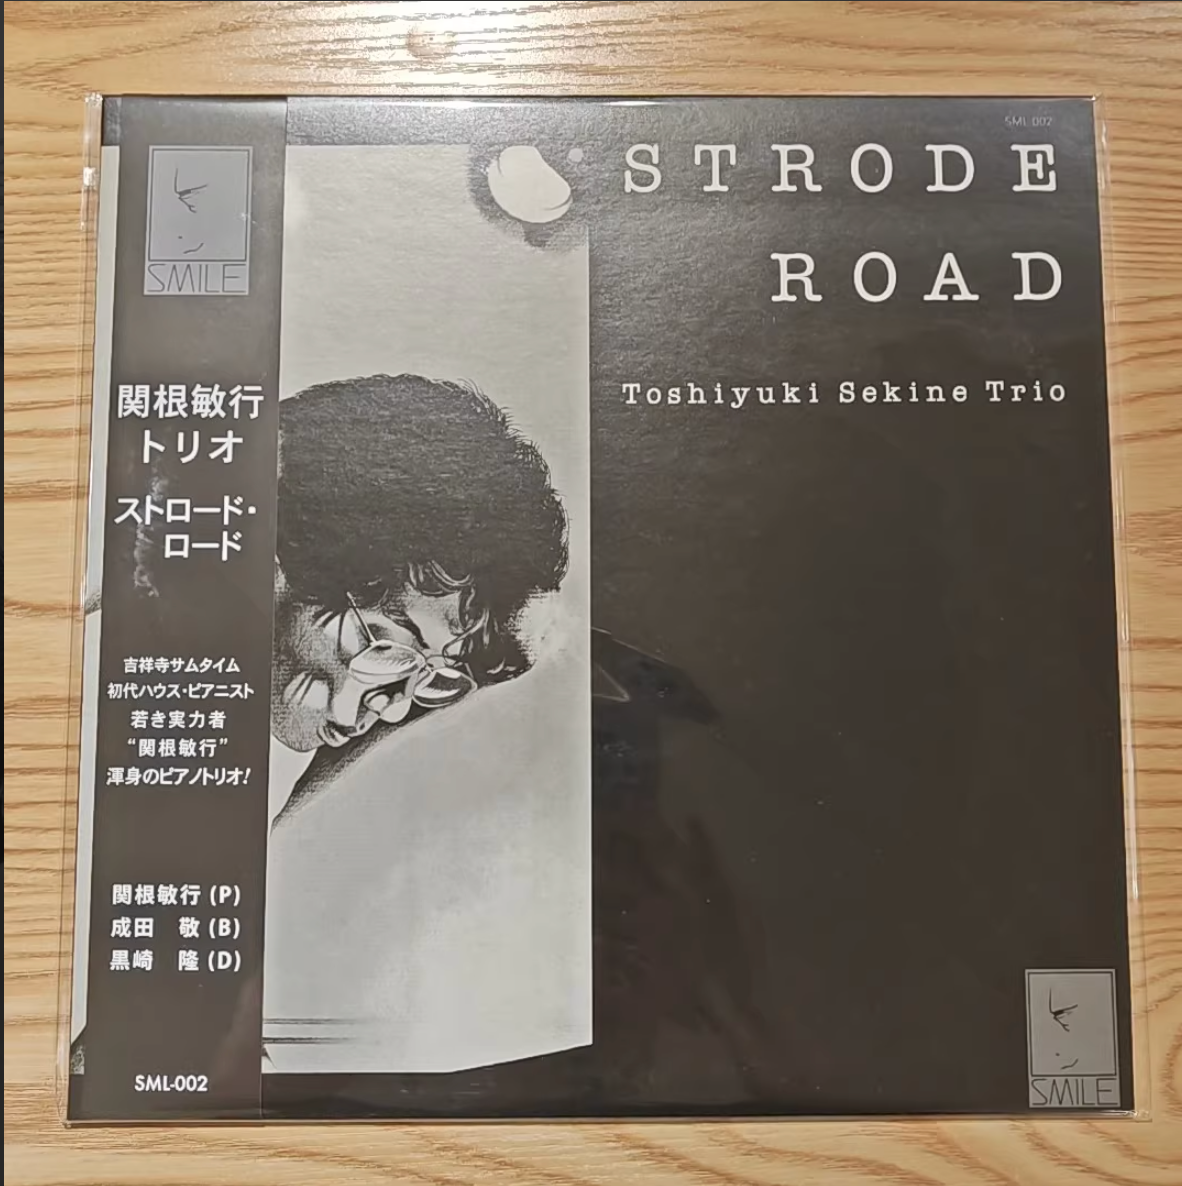 SMILE
関根敏行
トリオ
ストロード・
ロード
吉祥寺サムタイム
初代ハウス・ピアニスト
若き実力者
“関根敏行”
渾身のピアノトリオ!
関根敏行 (P)
成田　敬 (B)
黒崎　隆 (D)
SML-002
SML-002
STRODE
ROAD
Toshiyuki Sekine Trio
SMILE